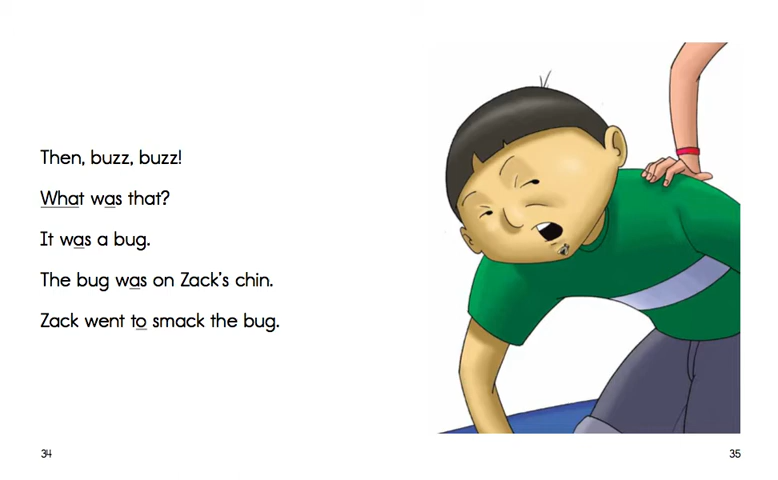 Then, buzz, buzz!
What was that?
It was a bug.
The bug was on Zack's chin.
Zack went to smack the bug.
34
35